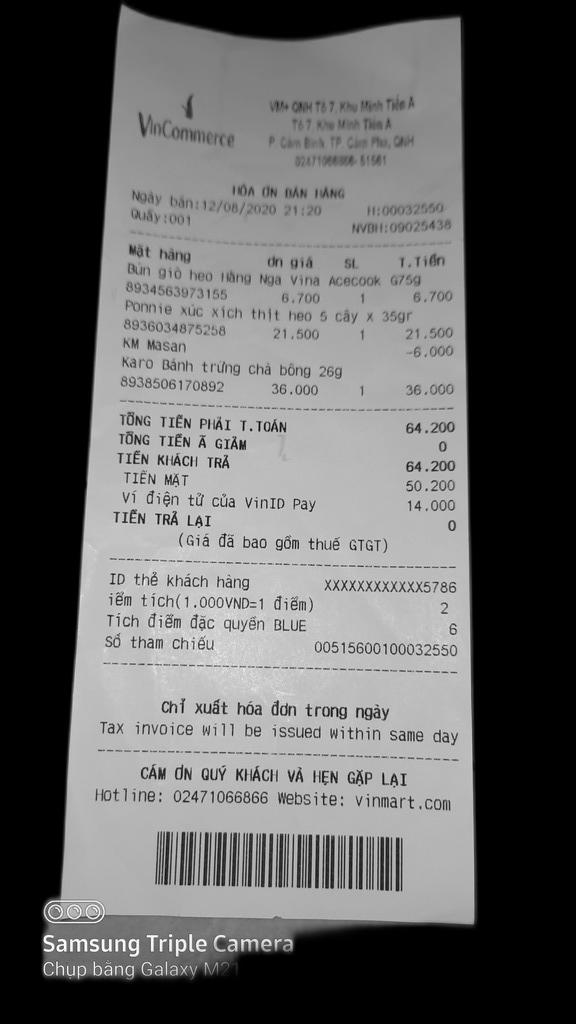 VinCommerce
VM+ QNH Tổ 7, Khu Minh Tiến A
Tổ 7, Khu Minh Tiến A
P. Cẩm Bình, TP. Cẩm Phả, QNH
02471066866- 51561
HÓA ƠN BÁN HÀNG
Ngày bán:12/08/2020 21:20 H:00032550
Quầy:001 NVBH:09025438
Mặt hàng ơn giá SL T.Tiền
Bún giò heo Hằng Nga Vina Acecook G75g
8934563973155 6.700 1 6.700
Ponnie xúc xích thịt heo 5 cây x 35gr
8936034875258 21.500 1 21.500
KM Masan -6.000
Karo Bánh trứng chà bông 26g
8938506170892 36.000 1 36.000
TỔNG TIỀN PHẢI T.TOÁN 64.200
TỔNG TIỀN Ã GIẢM 0
TIỀN KHÁCH TRẢ 64.200
TIỀN MẶT 50.200
Ví điện tử của VinID Pay 14.000
TIỀN TRẢ LẠI 0
(Giá đã bao gồm thuế GTGT)
ID thẻ khách hàng XXXXXXXXXXXX5786
iểm tích(1.000VND=1 điểm) 2
Tích điểm đặc quyền BLUE 6
Số tham chiếu 00515600100032550
Chỉ xuất hóa đơn trong ngày
Tax invoice will be issued within same day
CÁM ƠN QUÝ KHÁCH VÀ HẸN GẶP LẠI
Hotline: 02471066866 Website: vinmart.com
Samsung Triple Camera
Chụp bằng Galaxy M21